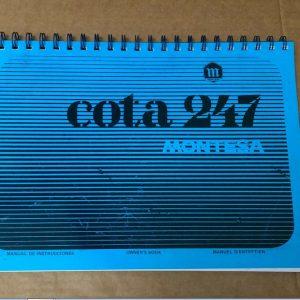 m
cota 247
MONTESA
MANUAL DE INSTRUCCIONES OWNER'S BOOK MANUEL D'ENTRETIEN